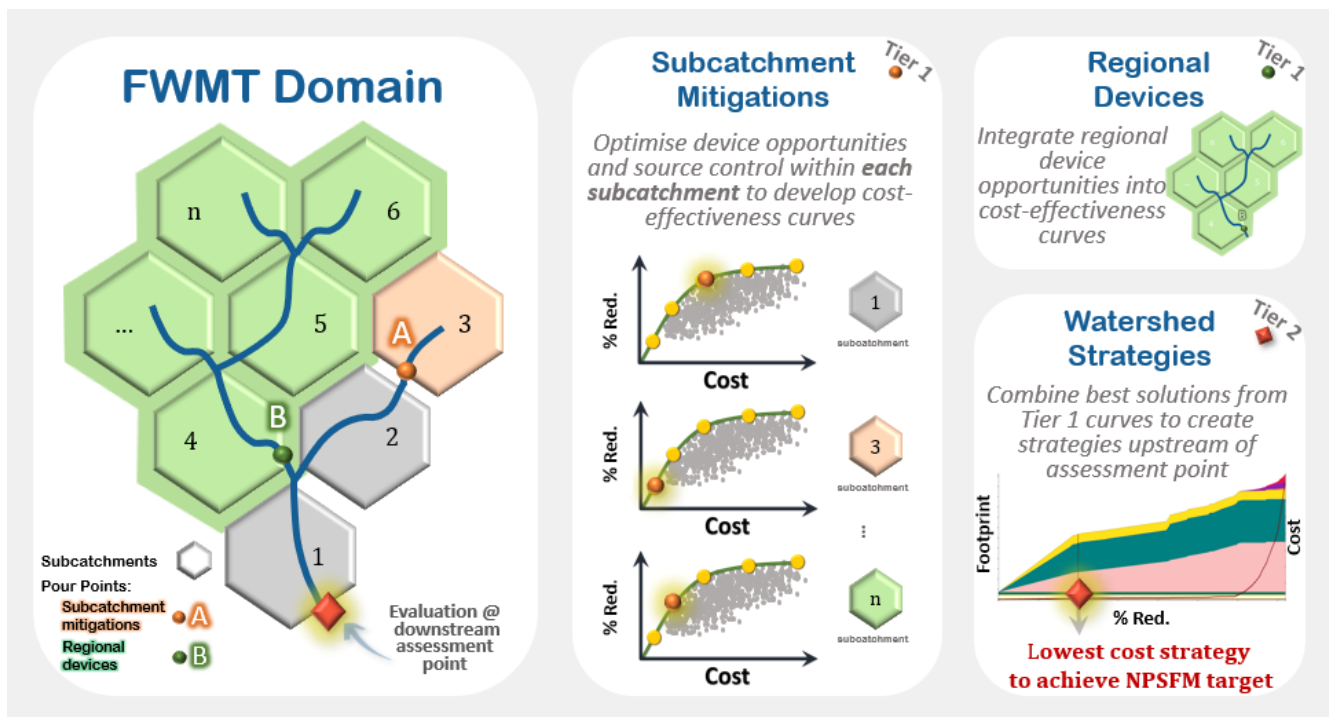 FWMT Domain
n
6
...
5
A
3
B
4
2
1
Subcatchments
Pour Points:
Subcatchment
mitigations
A
Regional
devices
B
Evaluation @
downstream
assessment
point
Subcatchment
Mitigations
Tier 1
Optimise device opportunities
and source control within each
subcatchment to develop cost-
effectiveness curves
% Red.
Cost
1
subcatchment
% Red.
Cost
3
subcatchment
...
% Red.
Cost
n
subcatchment
Regional
Devices
Tier 1
Integrate regional
device
opportunities into
cost-effectiveness
curves
6
5
4
B
Watershed
Strategies
Tier 2
Combine best solutions from
Tier 1 curves to create
strategies upstream of
assessment point
Footprint
Cost
% Red.
Lowest cost strategy
to achieve NPSFM target